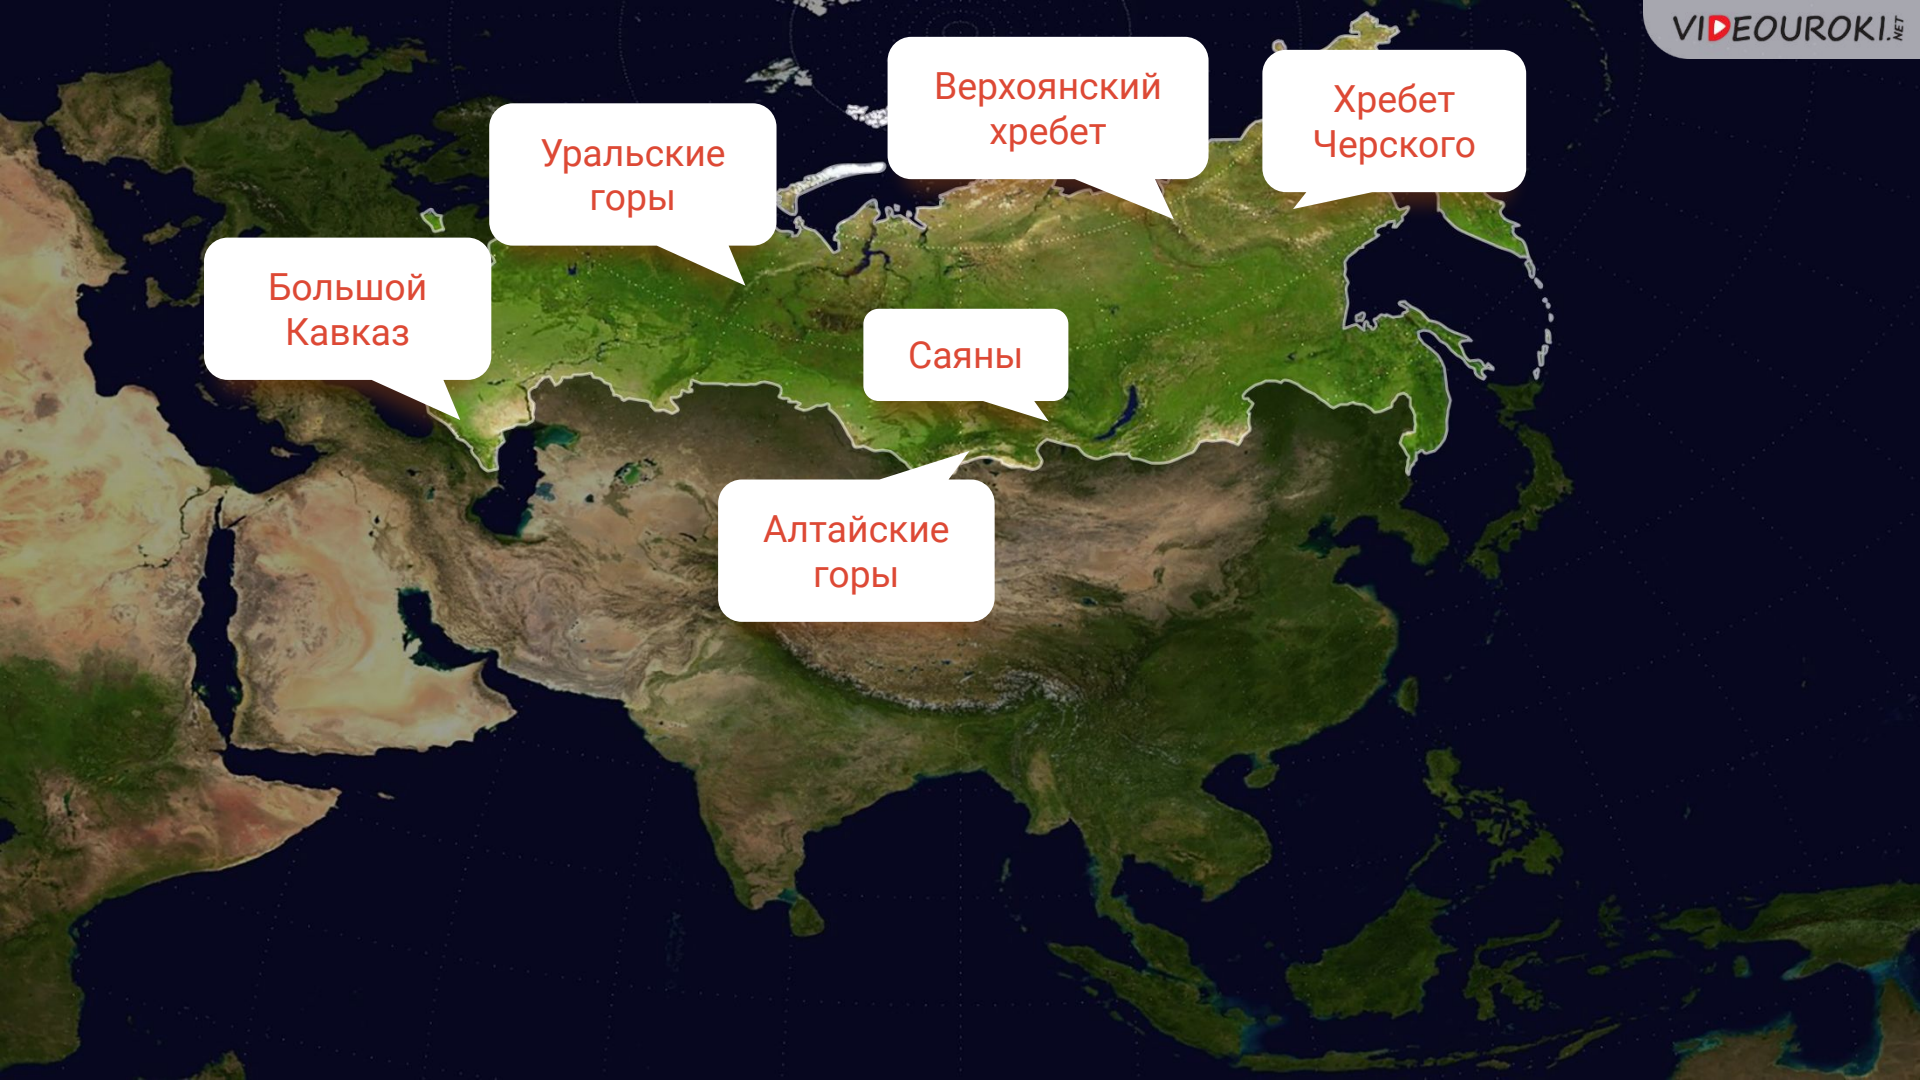 VIDEOUROKI.NET
Верхоянский
хребет
Хребет
Черского
Уральские
горы
Большой
Кавказ
Саяны
Алтайские
горы